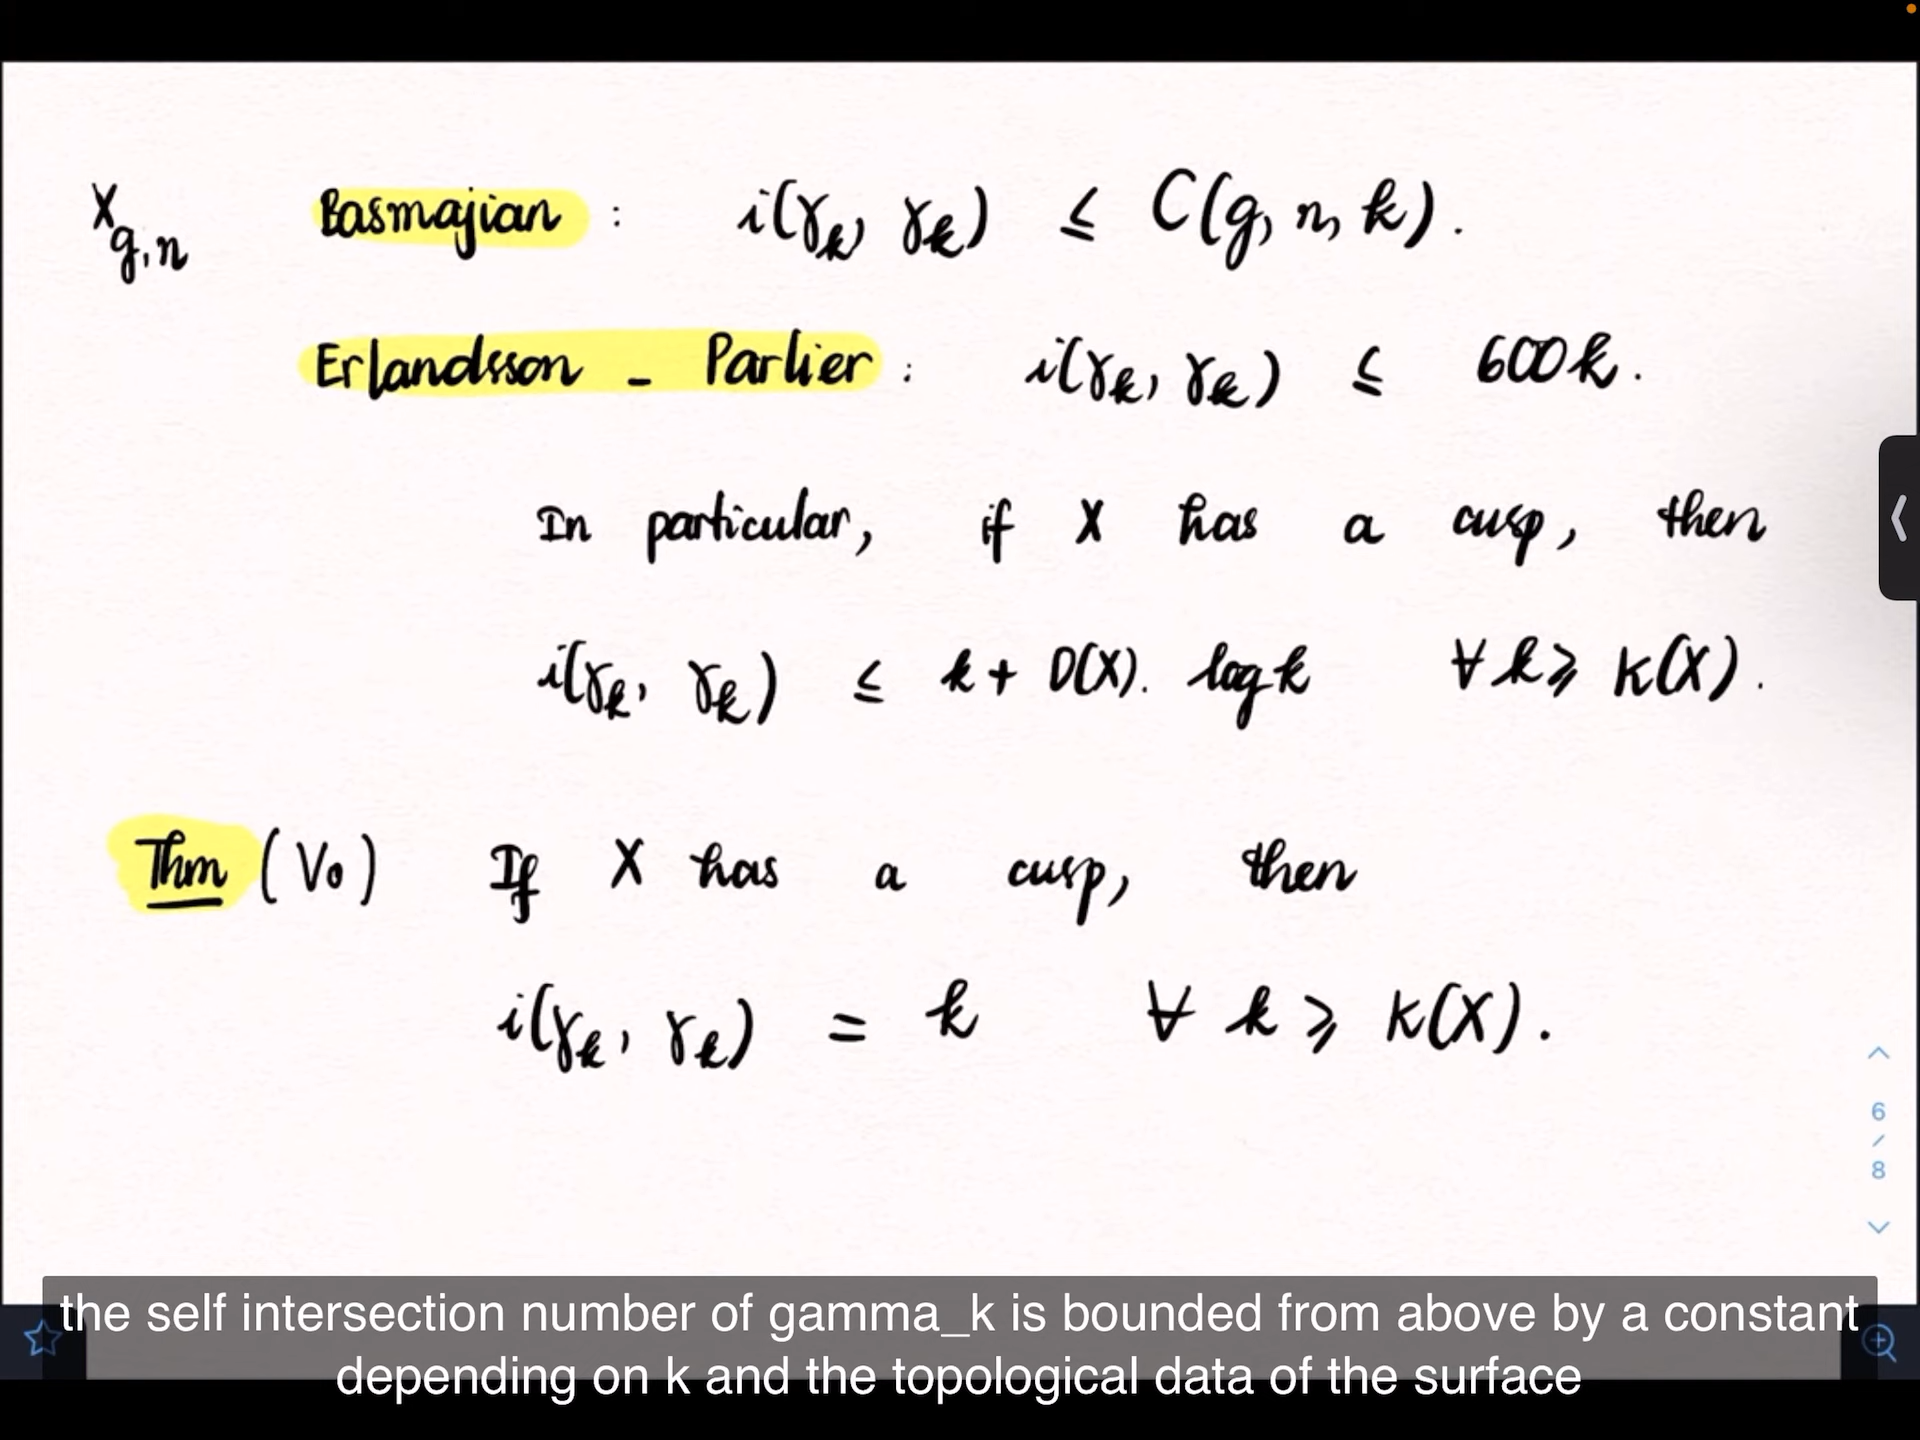 X_{g,n} Basmajian : i(γ_k, γ_k) ≤ C(g, n, k).
Erlandsson - Parlier : i(γ_k, γ_k) ≤ 600k.
In particular, if X has a cusp, then
i(γ_k, γ_k) ≤ k + D(X). log k ∀ k ≥ K(X).
Thm (Vo) If X has a cusp, then
i(γ_k, γ_k) = k ∀ k ≥ K(X).
6
/
8
the self intersection number of gamma_k is bounded from above by a constant
depending on k and the topological data of the surface